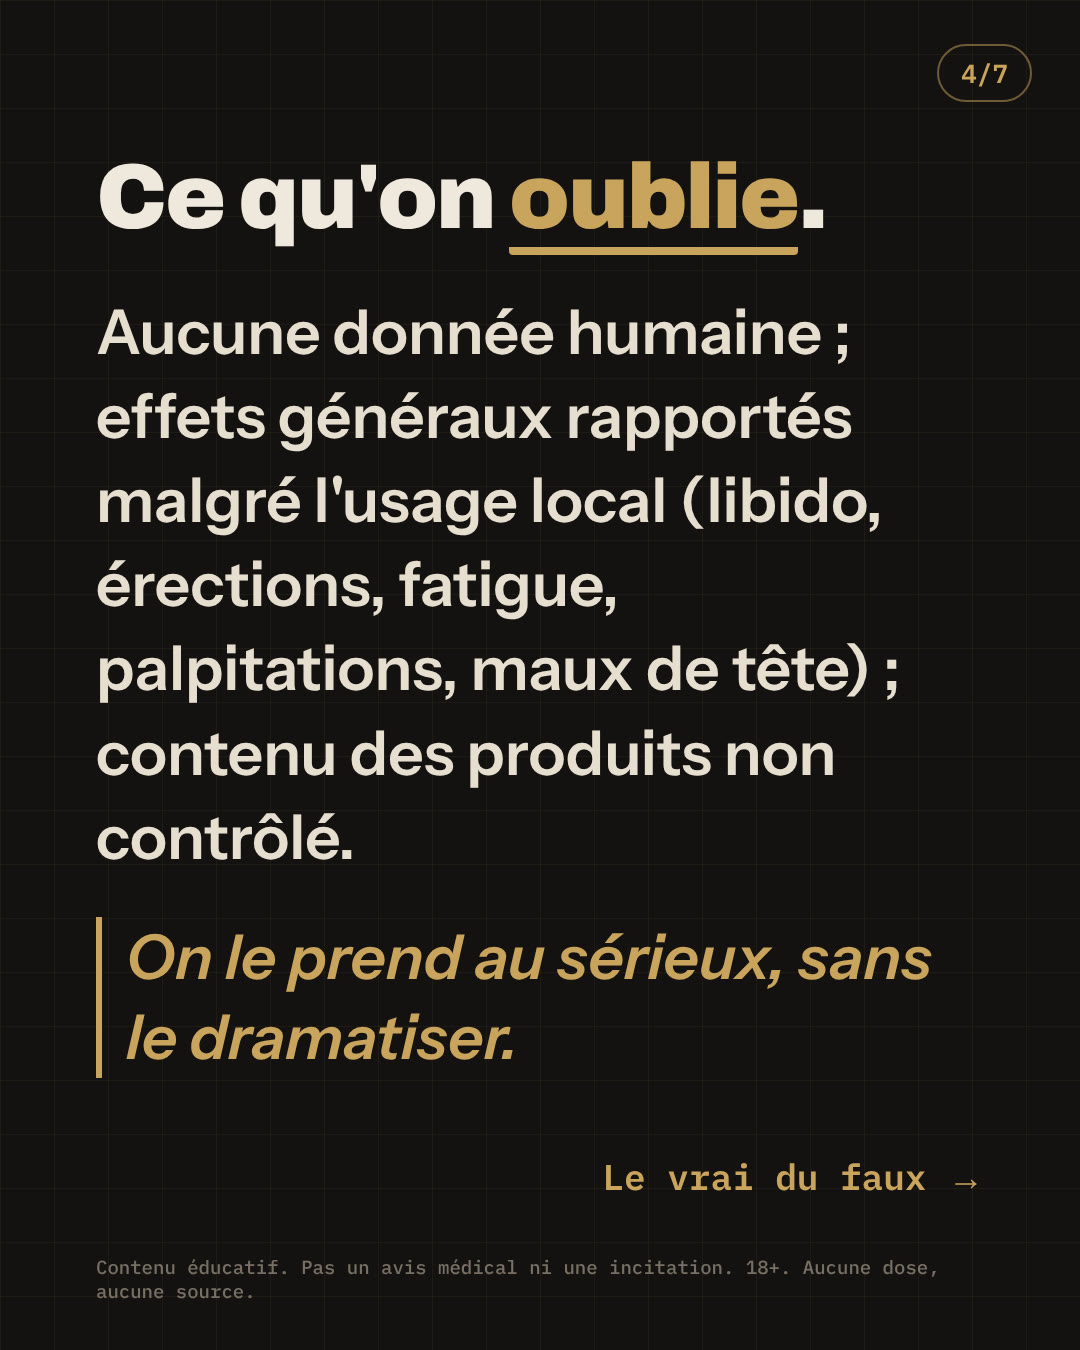 4/7
Ce qu'on oublie.
Aucune donnée humaine ;
effets généraux rapportés
malgré l'usage local (libido,
érections, fatigue,
palpitations, maux de tête) ;
contenu des produits non
contrôlé.
On le prend au sérieux, sans
le dramatiser.
Le vrai du faux →
Contenu éducatif. Pas un avis médical ni une incitation. 18+. Aucune dose,
aucune source.